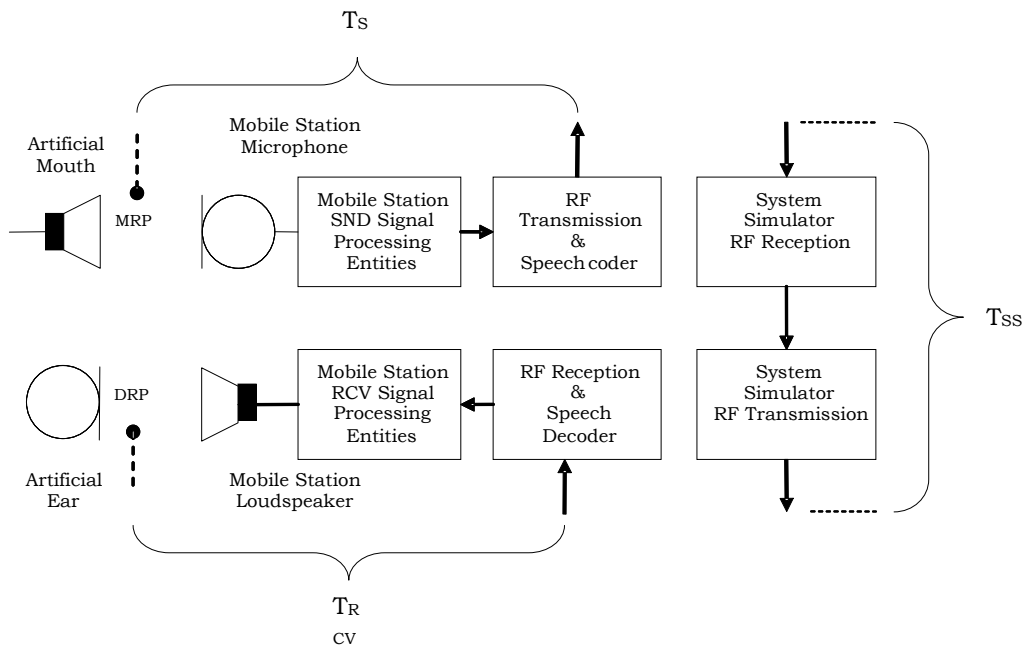 TS
Artificial
Mouth
MRP
Mobile Station
Microphone
Mobile Station
SND Signal
Processing
Entities
RF
Transmission
&
Speech coder
System
Simulator
RF Reception
TSS
DRP
Artificial
Ear
Mobile Station
Loudspeaker
Mobile Station
RCV Signal
Processing
Entities
RF Reception
&
Speech
Decoder
System
Simulator
RF Transmission
TR
CV